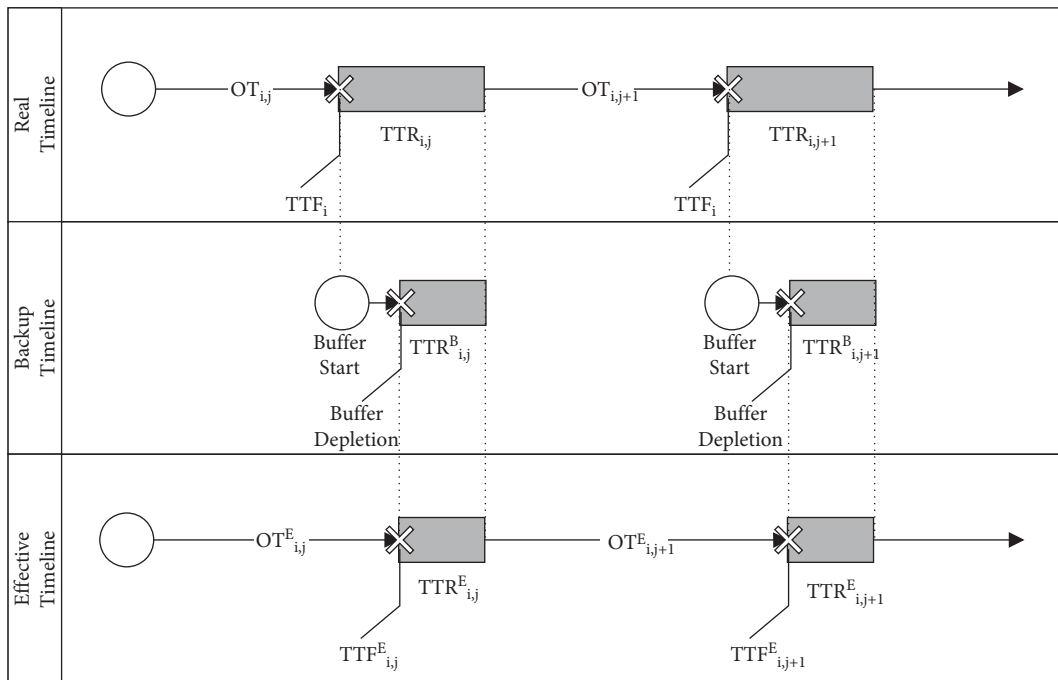 Real
Timeline
OT_{i,j}
OT_{i,j+1}
TTR_{i,j}
TTR_{i,j+1}
TTF_i
TTF_i
Backup
Timeline
Buffer
Start
TTR^B_{i,j}
Buffer
Depletion
Buffer
Start
TTR^B_{i,j+1}
Buffer
Depletion
Effective
Timeline
OT^E_{i,j}
OT^E_{i,j+1}
TTR^E_{i,j}
TTR^E_{i,j+1}
TTF^E_{i,j}
TTF^E_{i,j+1}